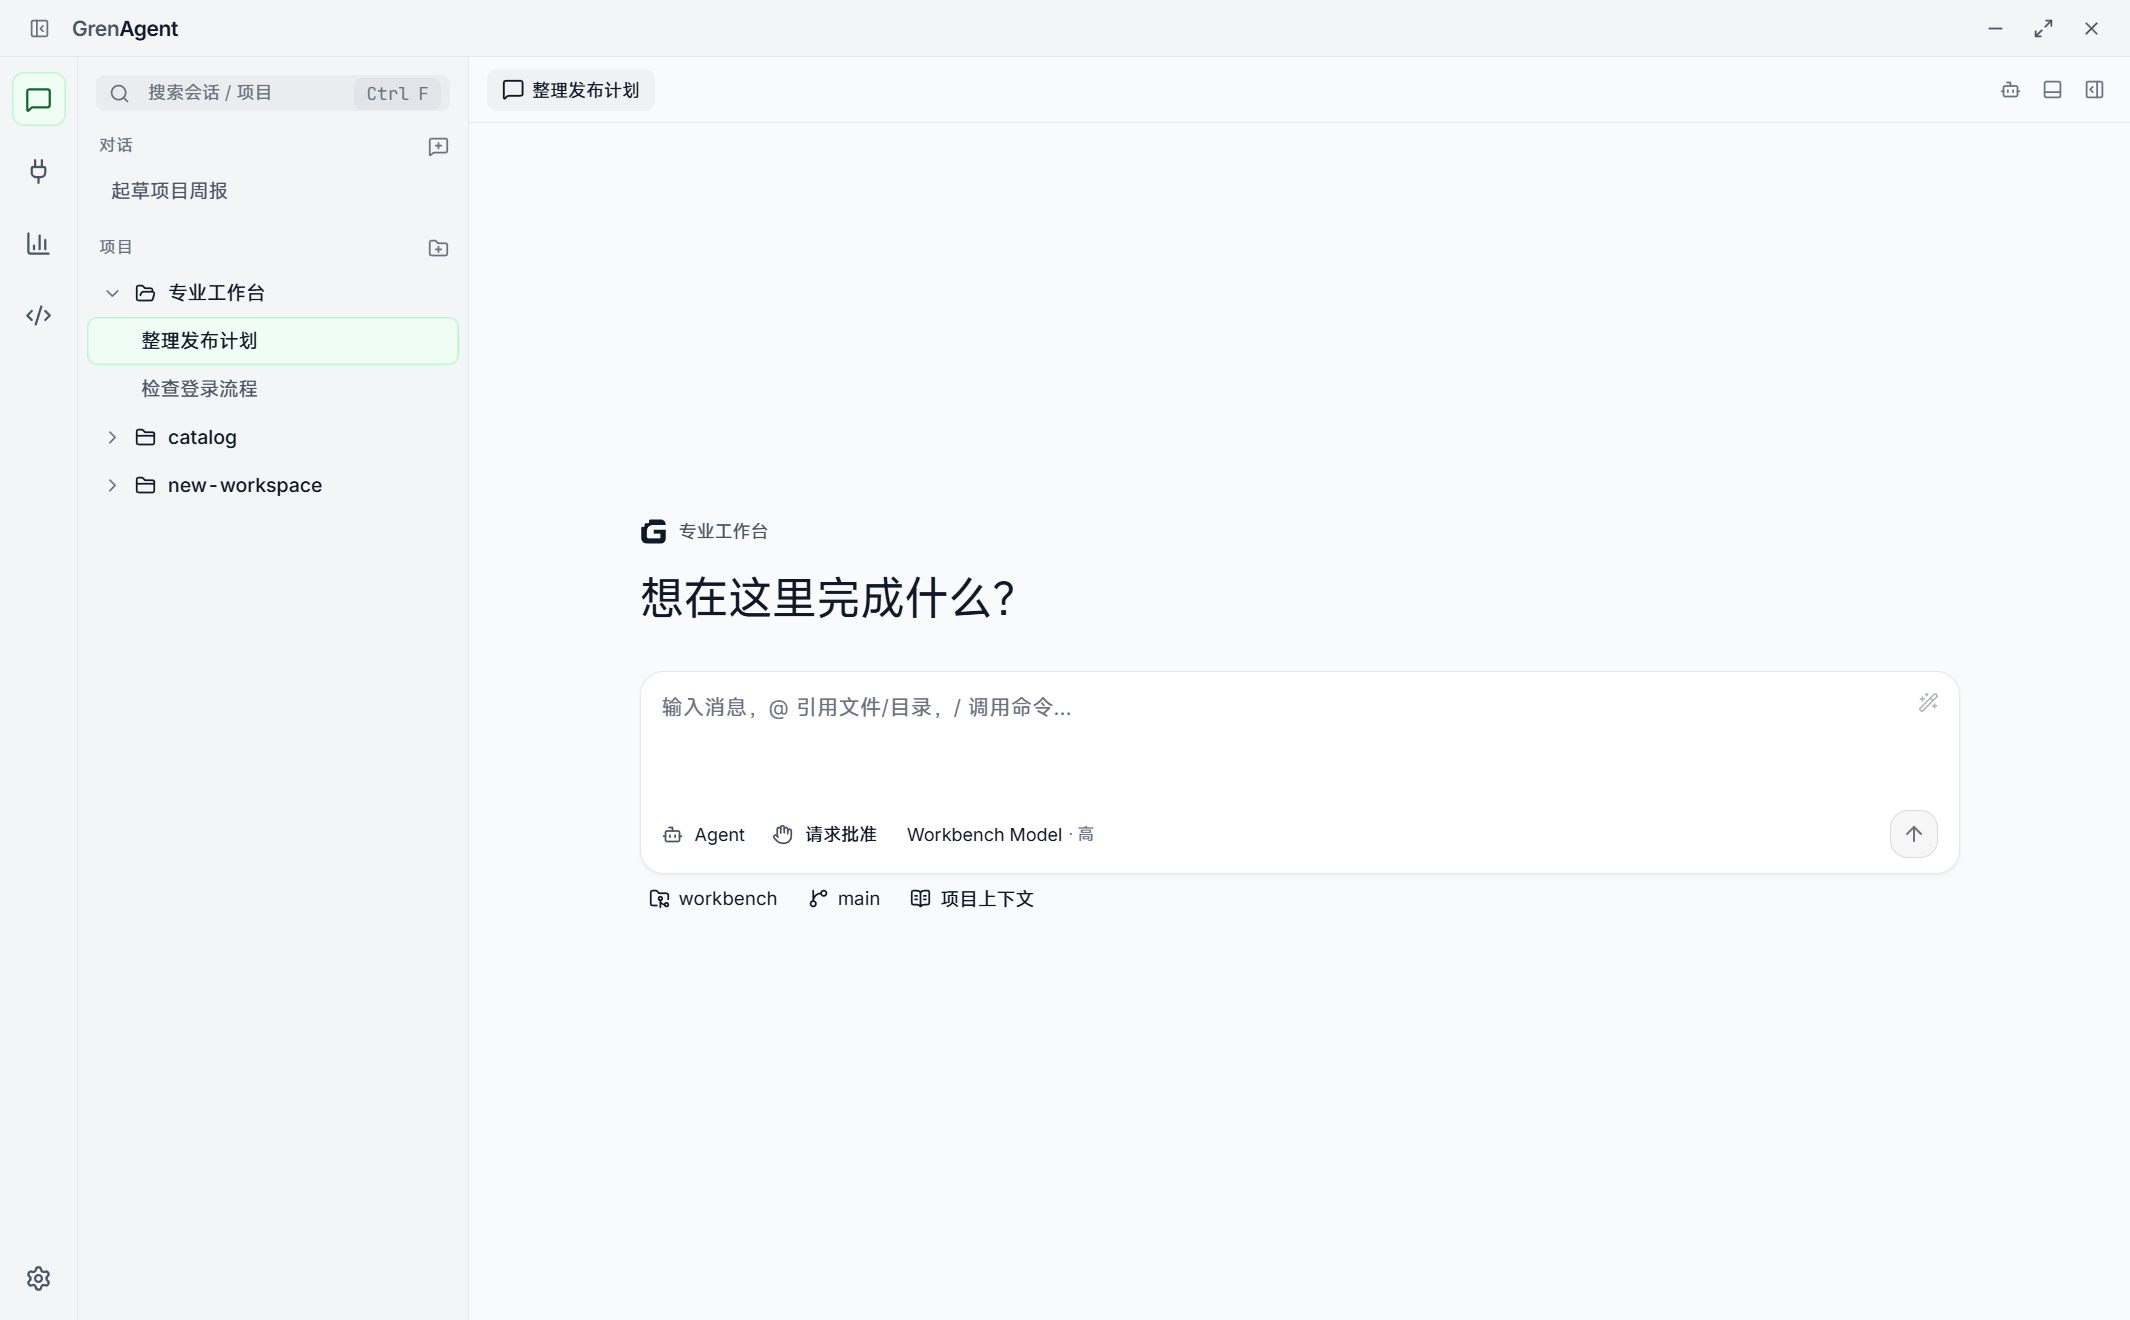 GrenAgent
搜索会话 / 项目 Ctrl F
对话
起草项目周报
项目
专业工作台
整理发布计划
检查登录流程
catalog
new-workspace
整理发布计划
专业工作台
想在这里完成什么？
输入消息，@ 引用文件/目录，/ 调用命令...
Agent 请求批准 Workbench Model · 高
workbench main 项目上下文